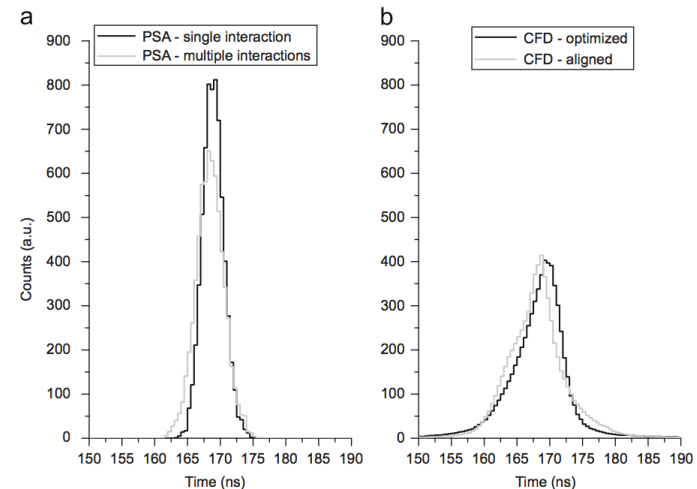 a
PSA - single interaction
PSA - multiple interactions
900
800
700
600
500
400
300
200
100
0
Counts (a.u.)
150 155 160 165 170 175 180 185 190
Time (ns)
b
CFD - optimized
CFD - aligned
900
800
700
600
500
400
300
200
100
0
150 155 160 165 170 175 180 185 190
Time (ns)